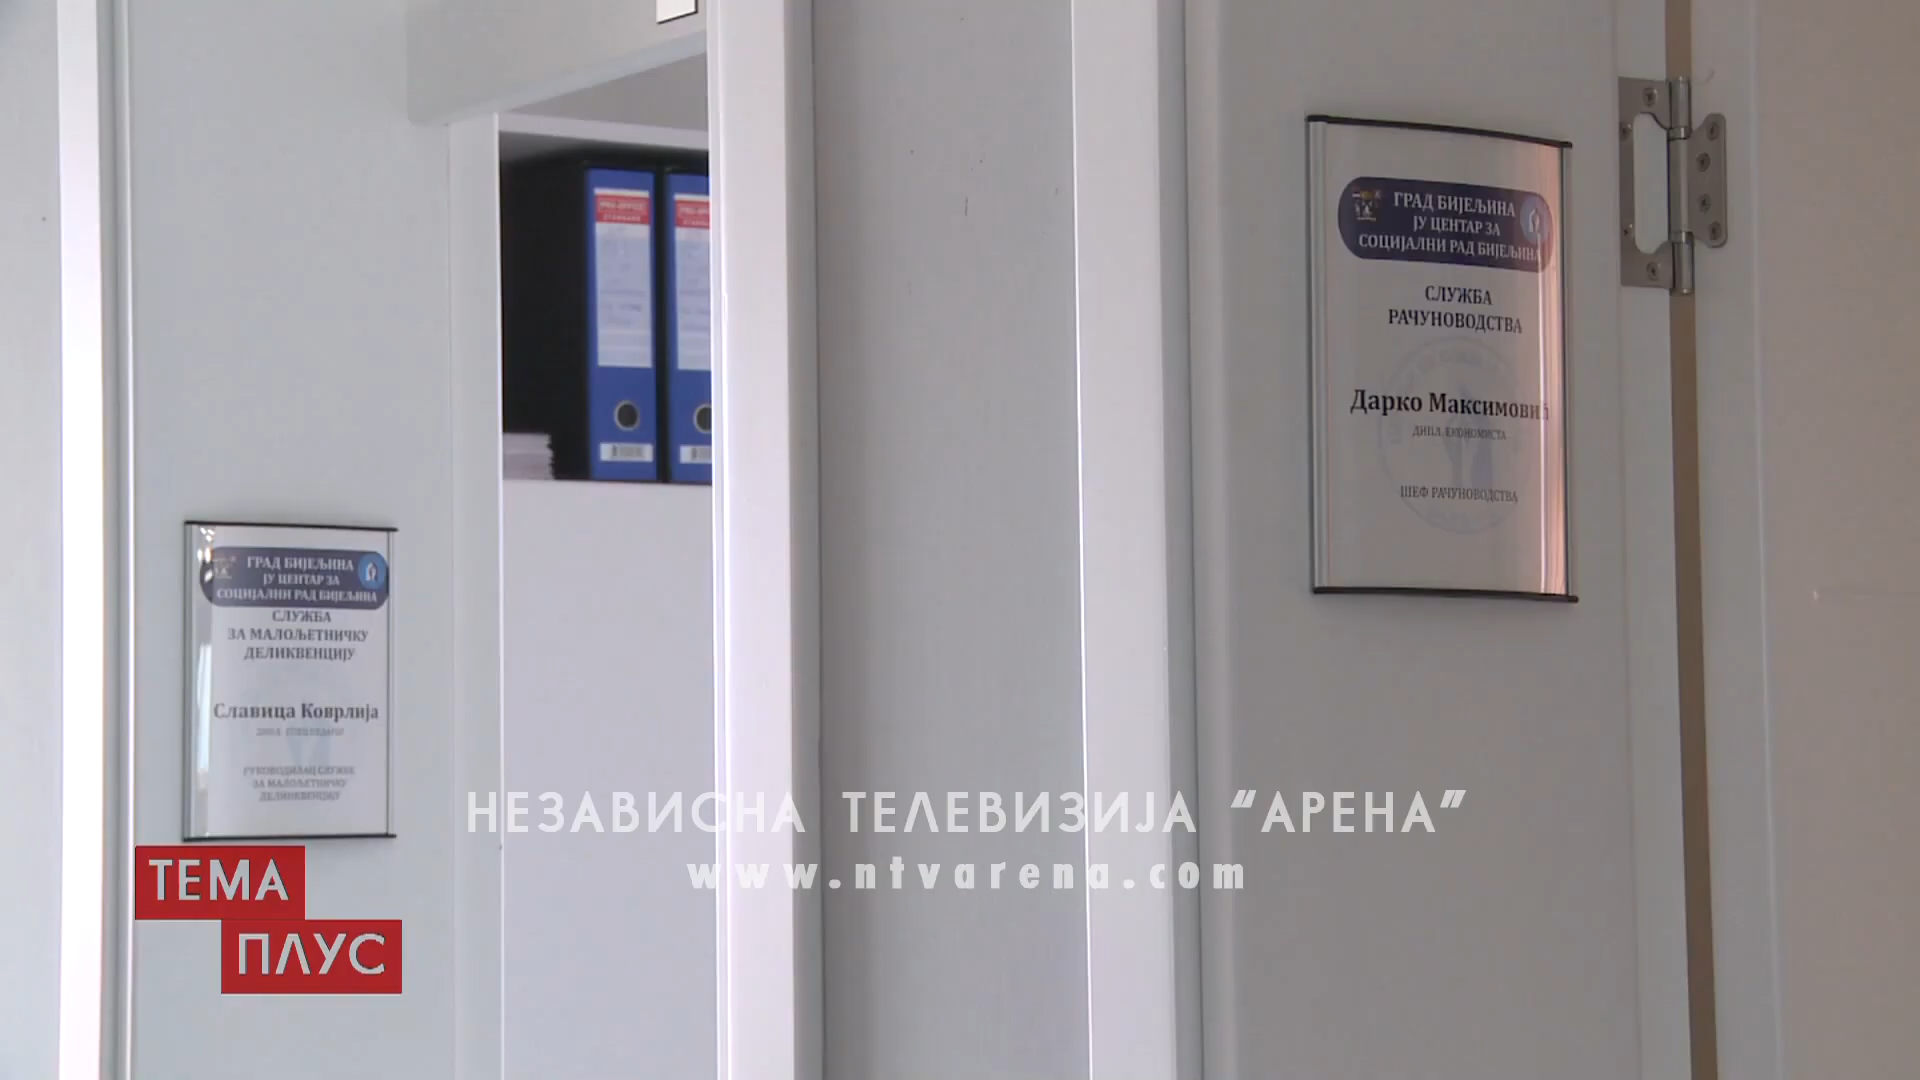 ГРАД БИЈЕЉИНА
ЈУ ЦЕНТАР ЗА
СОЦИЈАЛНИ РАД БИЈЕЉИНА
СЛУЖБА
РАЧУНОВОДСТВА
Дарко Максимовић
ДИПЛ. ЕКОНОМИСТА
ШЕФ РАЧУНОВОДСТВА
ГРАД БИЈЕЉИНА
ЈУ ЦЕНТАР ЗА
СОЦИЈАЛНИ РАД БИЈЕЉИНА
СЛУЖБА
ЗА МАЛОЉЕТНИЧКУ
ДЕЛИКВЕНЦИЈУ
Славица Коврлија
РУКОВОДИЛАЦ СЛУЖБЕ
ЗА МАЛОЉЕТНИЧКУ
ДЕЛИКВЕНЦИЈУ
НЕЗАВИСНА ТЕЛЕВИЗИЈА “АРЕНА”
www.ntvarena.com
ТЕМА
ПЛУС